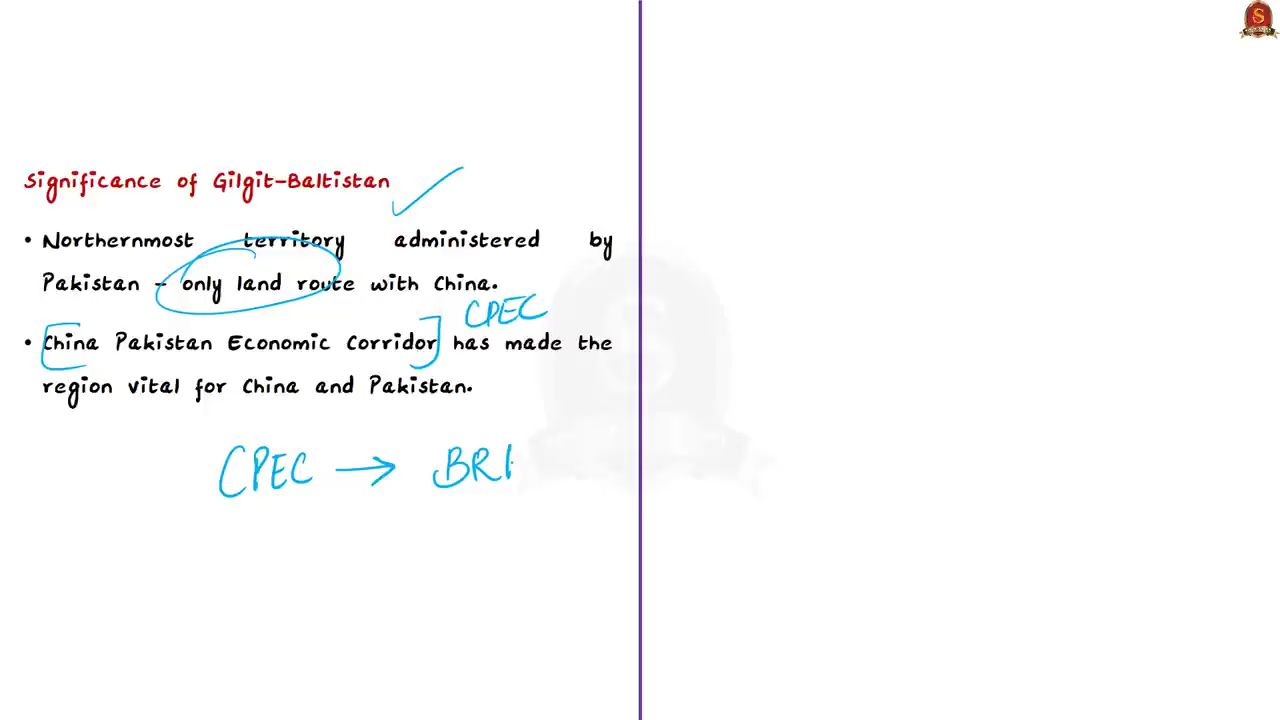 Significance of Gilgit-Baltistan
• Northernmost territory administered by
Pakistan - only land route with China.
CPEC
• China Pakistan Economic Corridor has made the
region vital for China and Pakistan.
CPEC → BRI
S